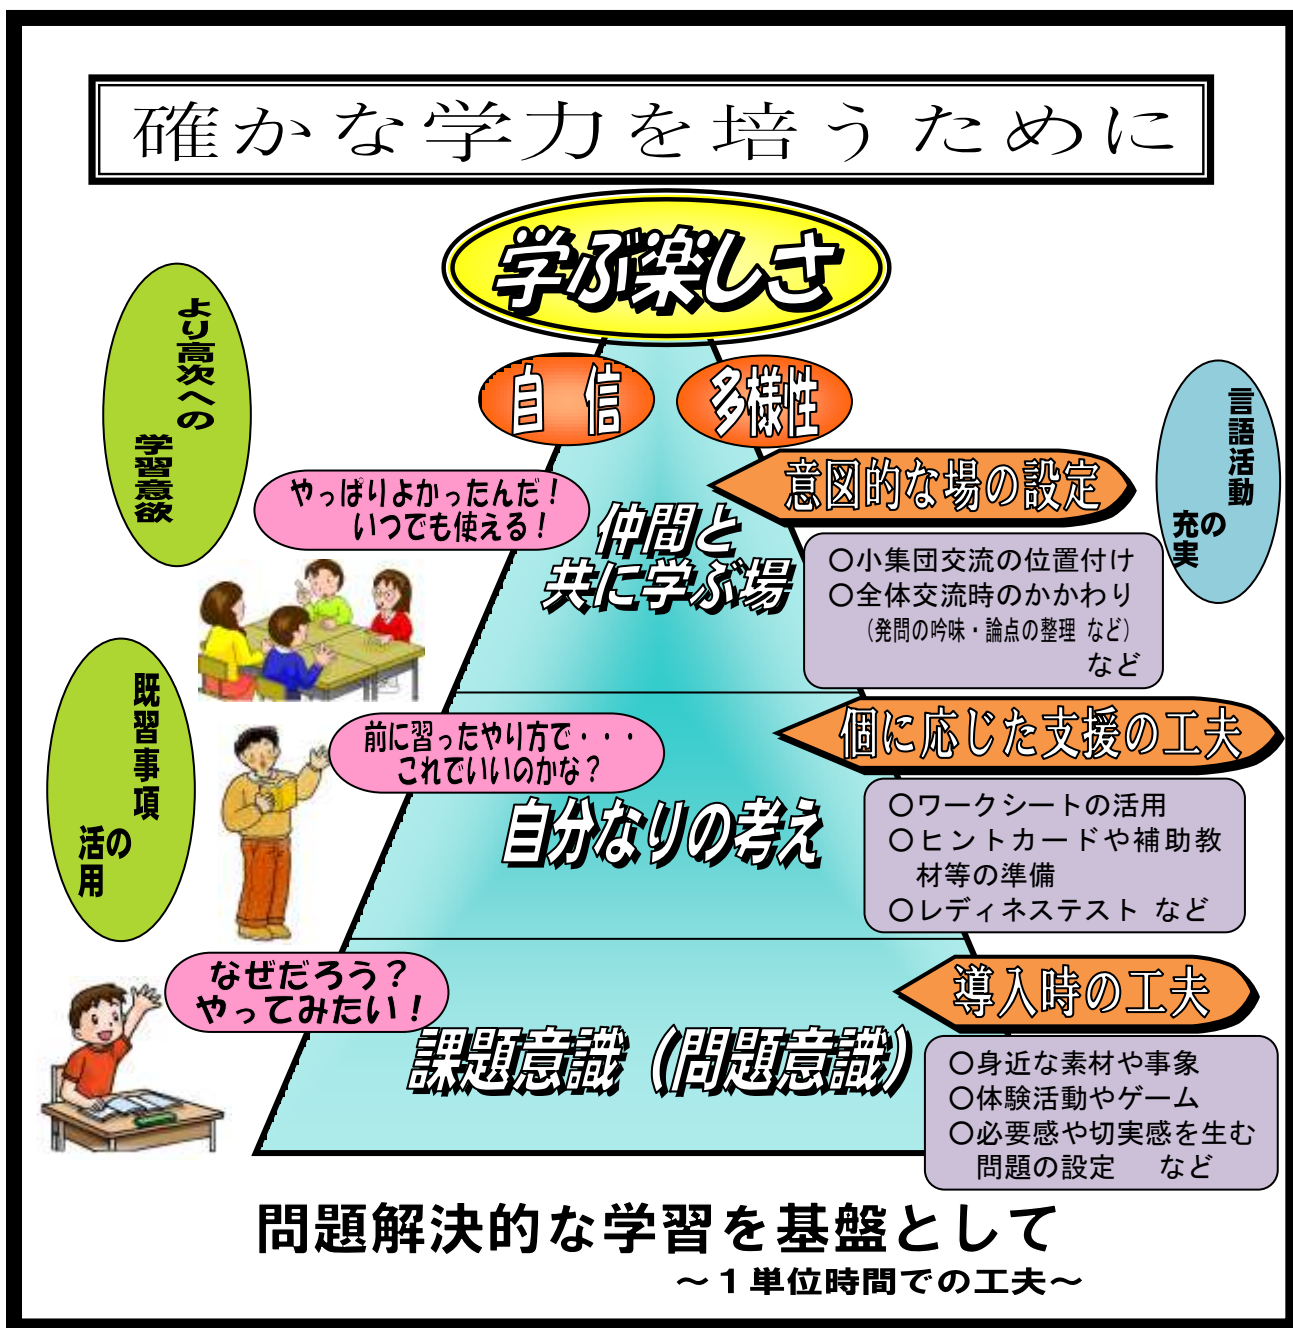 確かな学力を培うために
学ぶ楽しさ
自信
多様性
より高次への
学習意欲
言語活動
の充実
意図的な場の設定
やっぱりよかったんだ！
いつでも使える！
仲間と
共に学ぶ場
〇小集団交流の位置付け
〇全体交流時のかかわり
（発問の吟味・論点の整理 など）
など
既習事項
の活用
個に応じた支援の工夫
前に習ったやり方で・・・
これでいいのかな？
自分なりの考え
〇ワークシートの活用
〇ヒントカードや補助教
材等の準備
〇レディネステスト など
なぜだろう？
やってみたい！
導入時の工夫
課題意識（問題意識）
〇身近な素材や事象
〇体験活動やゲーム
〇必要感や切実感を生む
問題の設定 など
問題解決的な学習を基盤として
～１単位時間での工夫～